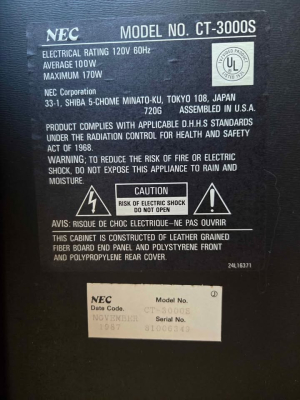 NEC MODEL NO. CT-3000S
ELECTRICAL RATING 120V 60Hz
AVERAGE 100W
MAXIMUM 170W
NEC Corporation
33-1, SHIBA 5-CHOME MINATO-KU, TOKYO 108, JAPAN
720G ASSEMBLED IN U.S.A.
PRODUCT COMPLIES WITH APPLICABLE D.H.H.S STANDARDS
UNDER THE RADIATION CONTROL FOR HEALTH AND SAFETY
ACT OF 1968.
WARNING; TO REDUCE THE RISK OF FIRE OR ELECTRIC
SHOCK, DO NOT EXPOSE THIS APPLIANCE TO RAIN AND
MOISTURE.
CAUTION
RISK OF ELECTRIC SHOCK
DO NOT OPEN
AVIS: RISQUE DE CHOC ELECTRIQUE-NE PAS OUVRIR
THIS CABINET IS CONSTRUCTED OF LEATHER GRAINED
FIBER BOARD END PANEL AND POLYSTYRENE FRONT
AND POLYPROPYLENE REAR COVER.
24L16371
NEC Model No.
Date Code.
NOVEMBER Serial No.
1987